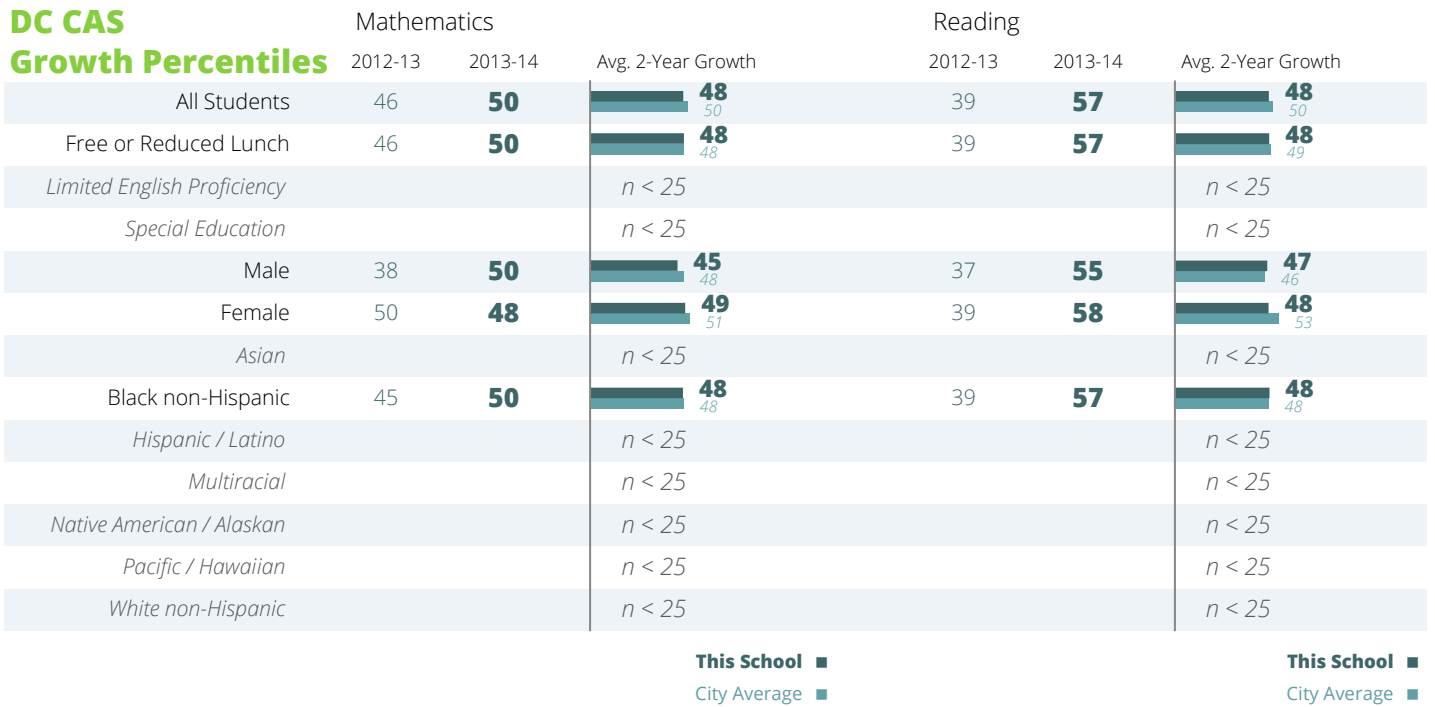 DC CAS
Growth Percentiles
Mathematics Reading
2012-13 2013-14 Avg. 2-Year Growth 2012-13 2013-14 Avg. 2-Year Growth
All Students 46 50 48 50 39 57 48 50
Free or Reduced Lunch 46 50 48 48 39 57 48 49
Limited English Proficiency n < 25 n < 25
Special Education n < 25 n < 25
Male 38 50 45 48 37 55 47 46
Female 50 48 49 51 39 58 48 53
Asian n < 25 n < 25
Black non-Hispanic 45 50 48 48 39 57 48 48
Hispanic / Latino n < 25 n < 25
Multiracial n < 25 n < 25
Native American / Alaskan n < 25 n < 25
Pacific / Hawaiian n < 25 n < 25
White non-Hispanic n < 25 n < 25
This School This School
City Average City Average